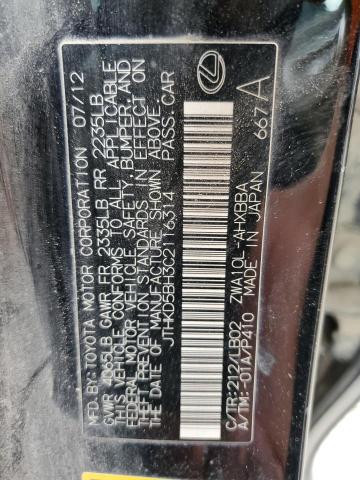 MFD.BY:TOYOTA MOTOR CORPORATION 07/12
GVWR 4065LB GAWR FR 2335LB RR 2235LB
THIS VEHICLE CONFORMS TO ALL APPLICABLE
FEDERAL MOTOR VEHICLE SAFETY, BUMPER, AND
THEFT PREVENTION STANDARDS IN EFFECT ON
THE DATE OF MANUFACTURE SHOWN ABOVE.
JTHKD5BH3C2116314 PASS.CAR
C/TR:212/LB02 ZWA10L-AHXBBA
A/TM:-01A/P410 MADE IN JAPAN 667 A